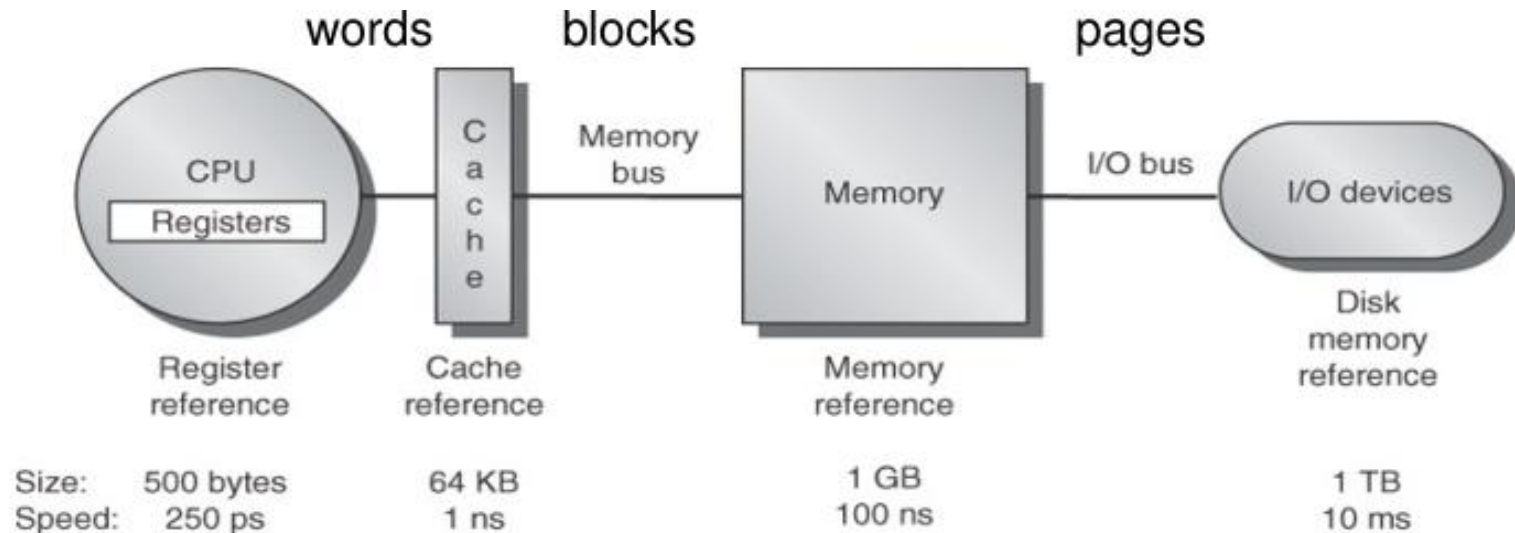 words blocks pages
CPU
Registers
C
a
c
h
e
Memory
bus
Memory
I/O bus
I/O devices
Register
reference
Cache
reference
Memory
reference
Disk
memory
reference
Size: 500 bytes 64 KB 1 GB 1 TB
Speed: 250 ps 1 ns 100 ns 10 ms